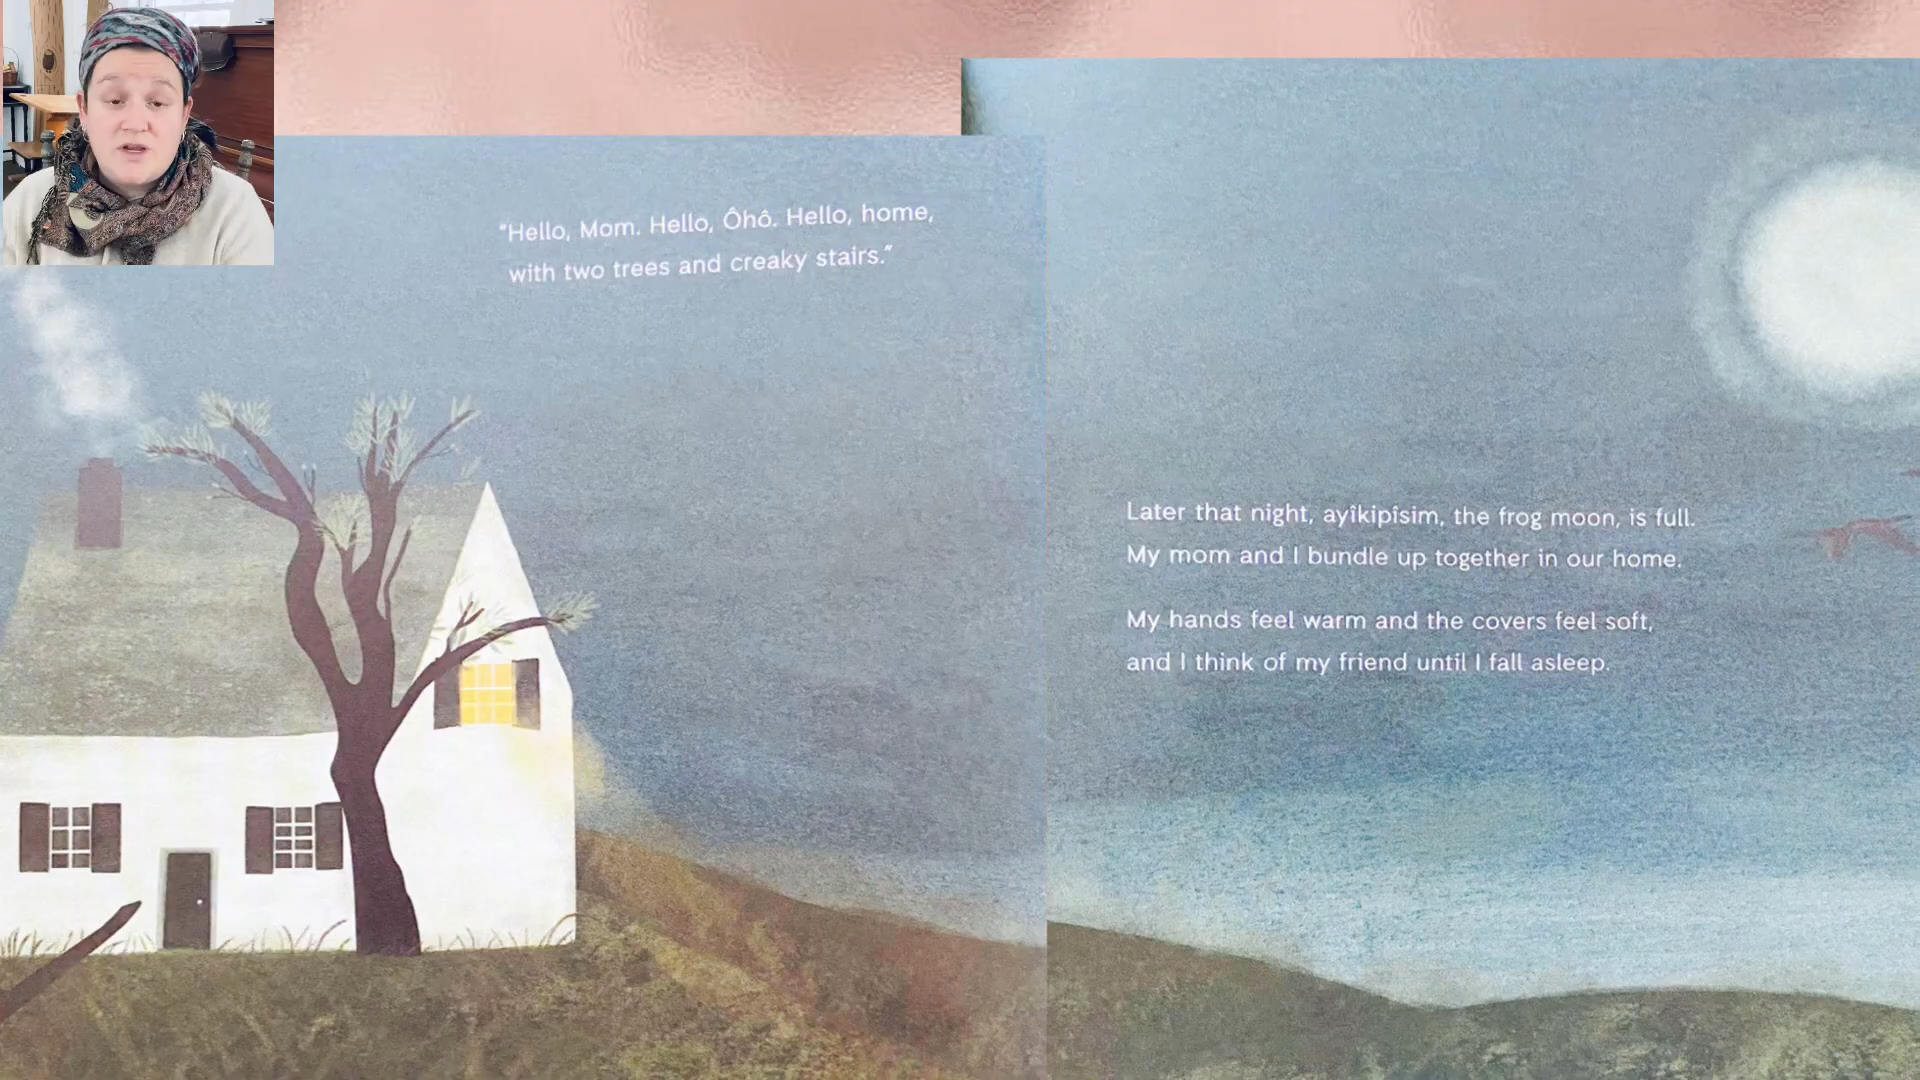 “Hello, Mom. Hello, Ôhô. Hello, home,
with two trees and creaky stairs.”
Later that night, ayîkipîsim, the frog moon, is full.
My mom and I bundle up together in our home.
My hands feel warm and the covers feel soft,
and I think of my friend until I fall asleep.